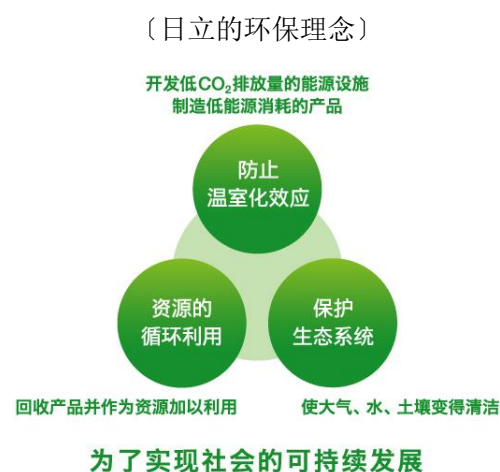 〔日立的环保理念〕
开发低CO₂排放量的能源设施
制造低能源消耗的产品
防止
温室化效应
资源的
循环利用
保护
生态系统
回收产品并作为资源加以利用
使大气、水、土壤变得清洁
为了实现社会的可持续发展